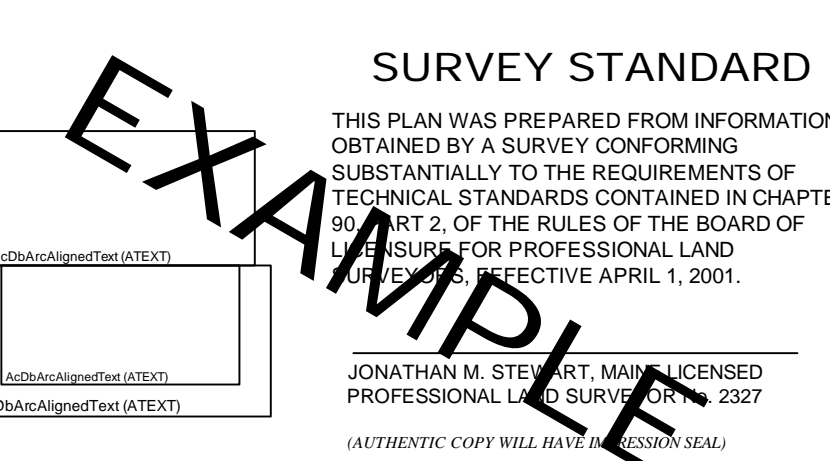 SURVEY STANDARD
THIS PLAN WAS PREPARED FROM INFORMATION
OBTAINED BY A SURVEY CONFORMING
SUBSTANTIALLY TO THE REQUIREMENTS OF
TECHNICAL STANDARDS CONTAINED IN CHAPTE
90, PART 2, OF THE RULES OF THE BOARD OF
LICENSURE FOR PROFESSIONAL LAND
SURVEYORS, EFFECTIVE APRIL 1, 2001.
JONATHAN M. STEWART, MAINE LICENSED
PROFESSIONAL LAND SURVEYOR No. 2327
(AUTHENTIC COPY WILL HAVE IMPRESSION SEAL)
cDbArcAlignedText (ATEXT)
AcDbArcAlignedText (ATEXT)
DbArcAlignedText (ATEXT)
EXAMPLE